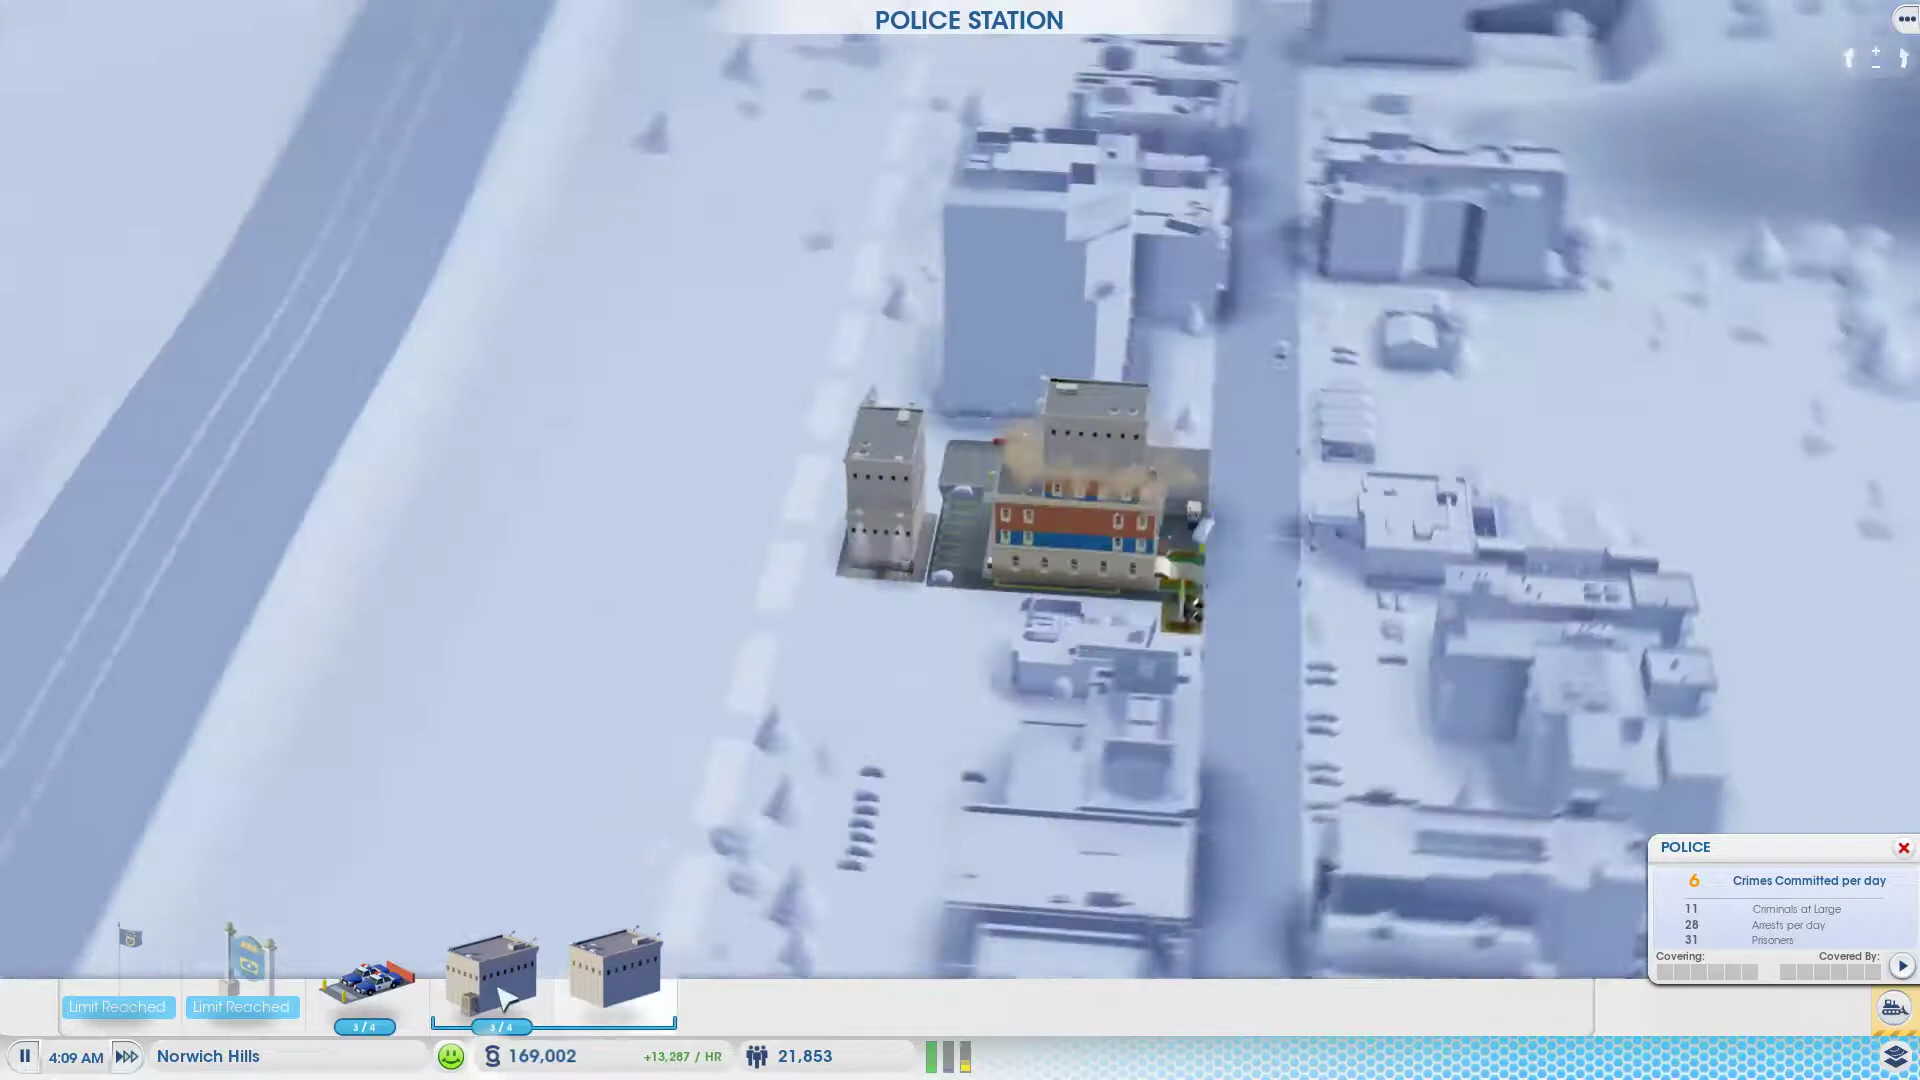 POLICE STATION
POLICE
6 Crimes Committed per day
11 Criminals at Large
28 Arrests per day
31 Prisoners
Covering: Covered By:
Limit Reached Limit Reached
3 / 4 3 / 4
4:09 AM Norwich Hills 169,002 +13,287 / HR 21,853